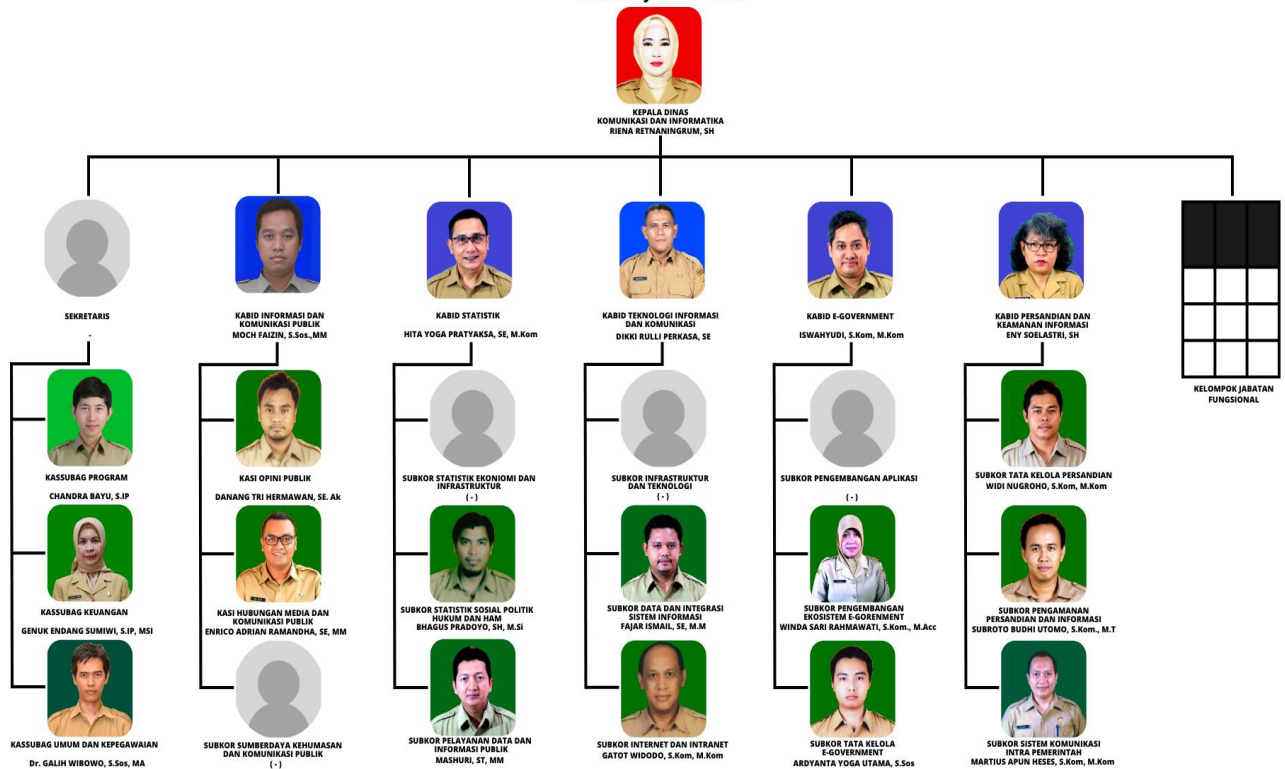 KEPALA DINAS
KOMUNIKASI DAN INFORMATIKA
RIENA RETNANINGRUM, SH
SEKRETARIS
-
KABID INFORMASI DAN
KOMUNIKASI PUBLIK
MOCH FAIZIN, S.Sos.,MM
KABID STATISTIK
HITA YOGA PRATYAKSA, SE, M.Kom
KABID TEKNOLOGI INFORMASI
DAN KOMUNIKASI
DIKKI RULLI PERKASA, SE
KABID E-GOVERNMENT
ISWAHYUDI, S.Kom, M.Kom
KABID PERSANDIAN DAN
KEAMANAN INFORMASI
ENY SOELASTRI, SH
KELOMPOK JABATAN
FUNGSIONAL
KASSUBAG PROGRAM
CHANDRA BAYU, S.IP
KASI OPINI PUBLIK
DANANG TRI HERMAWAN, SE. Ak
SUBKOR STATISTIK EKONIOMI DAN
INFRASTRUKTUR
( - )
SUBKOR INFRASTRUKTUR
DAN TEKNOLOGI
( - )
SUBKOR PENGEMBANGAN APLIKASI
( - )
SUBKOR TATA KELOLA PERSANDIAN
WIDI NUGROHO, S.Kom, M.Kom
KASSUBAG KEUANGAN
GENUK ENDANG SUMIWI, S.IP, MSI
KASI HUBUNGAN MEDIA DAN
KOMUNIKASI PUBLIK
ENRICO ADRIAN RAMANDHA, SE, MM
SUBKOR STATISTIK SOSIAL POLITIK
HUKUM DAN HAM
BHAGUS PRADOYO, SH, M.Si
SUBKOR DATA DAN INTEGRASI
SISTEM INFORMASI
FAJAR ISMAIL, SE, M.M
SUBKOR PENGEMBANGAN
EKOSISTEM E-GORENMENT
WINDA SARI RAHMAWATI, S.Kom., M.Acc
SUBKOR PENGAMANAN
PERSANDIAN DAN INFORMASI
SUBROTO BUDHI UTOMO, S.Kom., M.T
KASSUBAG UMUM DAN KEPEGAWAIAN
Dr. GALIH WIBOWO, S.Sos, MA
SUBKOR SUMBERDAYA KEHUMASAN
DAN KOMUNIKASI PUBLIK
( - )
SUBKOR PELAYANAN DATA DAN
INFORMASI PUBLIK
MASHURI, ST, MM
SUBKOR INTERNET DAN INTRANET
GATOT WIDODO, S.Kom, M.Kom
SUBKOR TATA KELOLA
E-GOVERNMENT
ARDYANTA YOGA UTAMA, S.Sos
SUBKOR SISTEM KOMUNIKASI
INTRA PEMERINTAH
MARTIUS APUN HESES, S.Kom, M.Kom